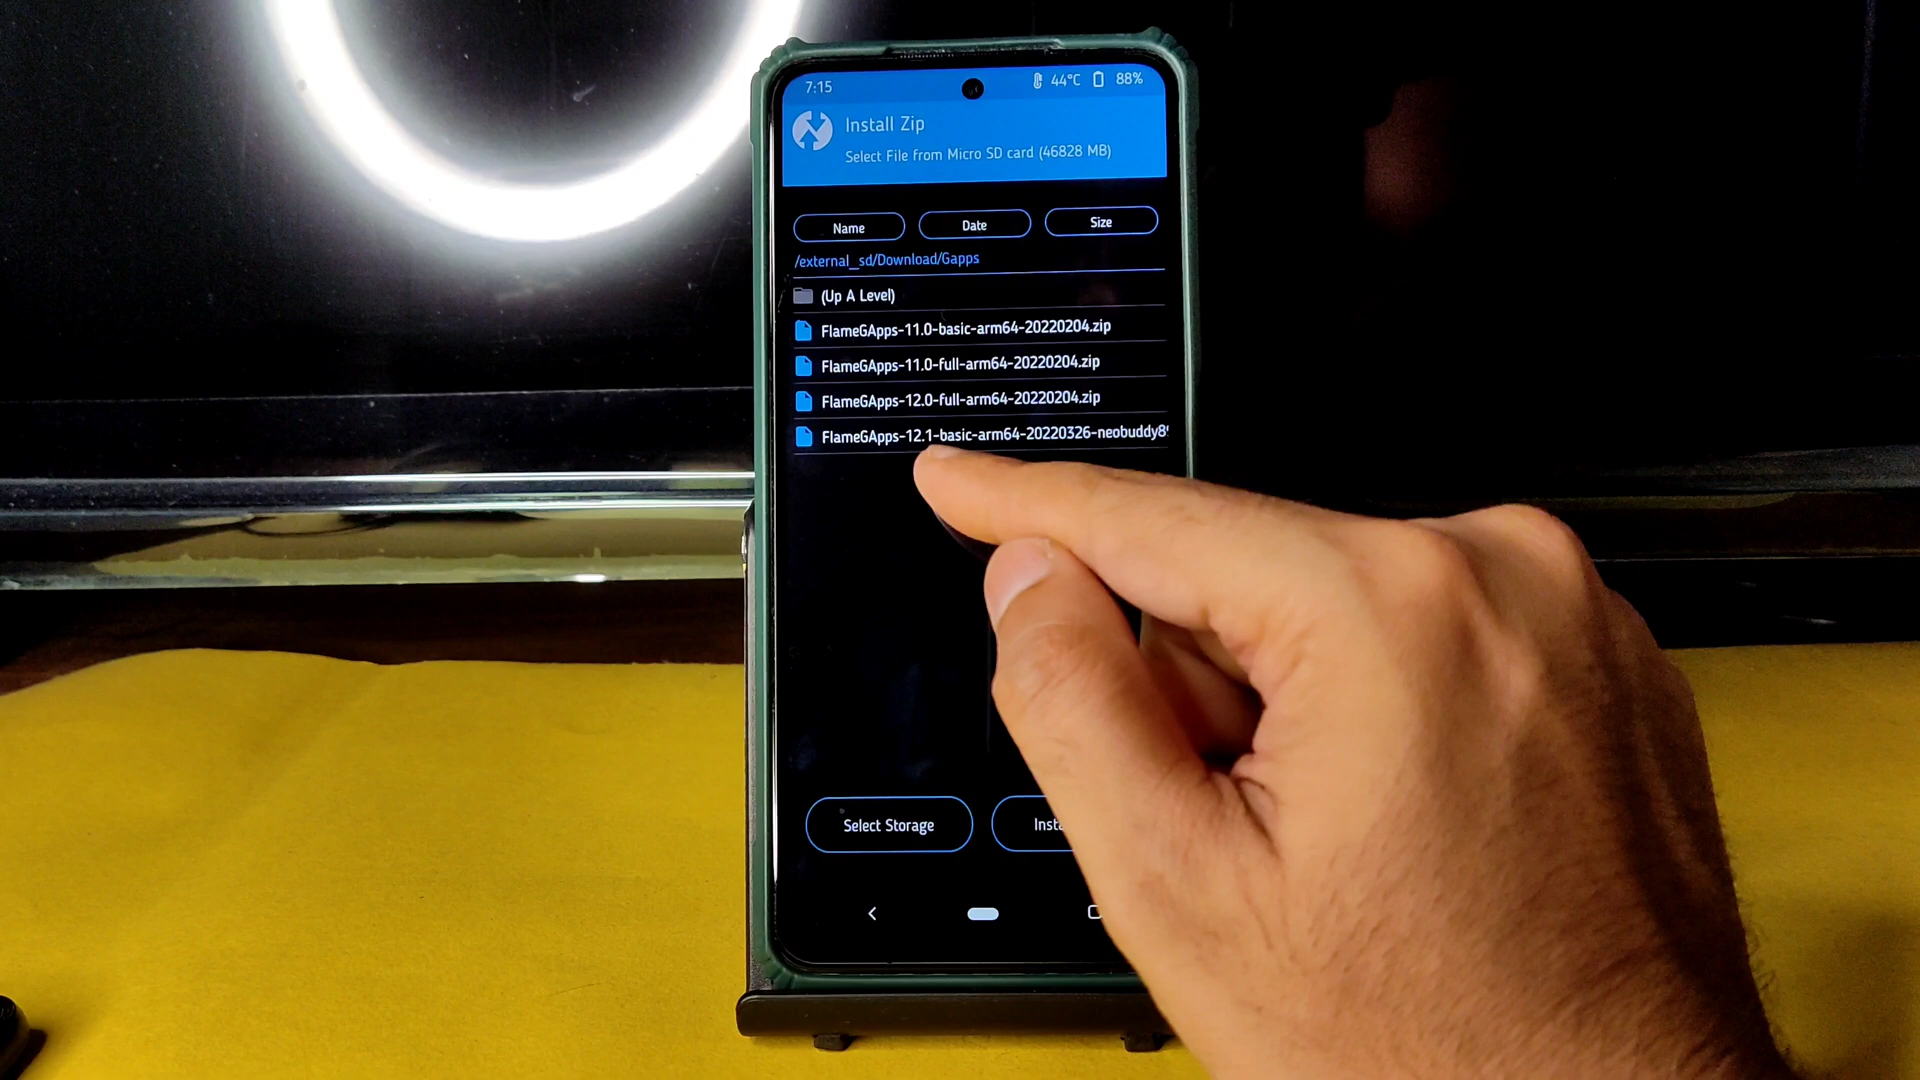 7:15 44°C 88%
Install Zip
Select File from Micro SD card (46828 MB)
Name Date Size
/external_sd/Download/Gapps
(Up A Level)
FlameGApps-11.0-basic-arm64-20220204.zip
FlameGApps-11.0-full-arm64-20220204.zip
FlameGApps-12.0-full-arm64-20220204.zip
FlameGApps-12.1-basic-arm64-20220326-neobuddy8
Select Storage Insta